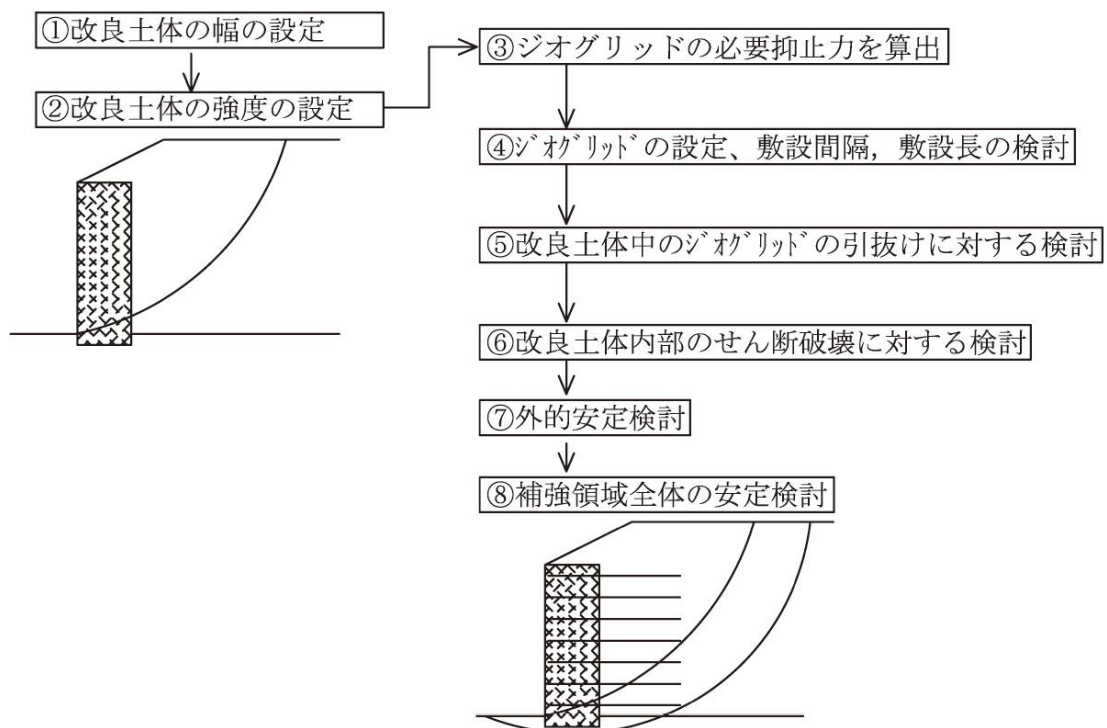 ①改良土体の幅の設定
②改良土体の強度の設定
③ジオグリッドの必要抑止力を算出
④ｼﾞｵｸﾞﾘｯﾄﾞの設定、敷設間隔，敷設長の検討
⑤改良土体中のｼﾞｵｸﾞﾘｯﾄﾞの引抜けに対する検討
⑥改良土体内部のせん断破壊に対する検討
⑦外的安定検討
⑧補強領域全体の安定検討